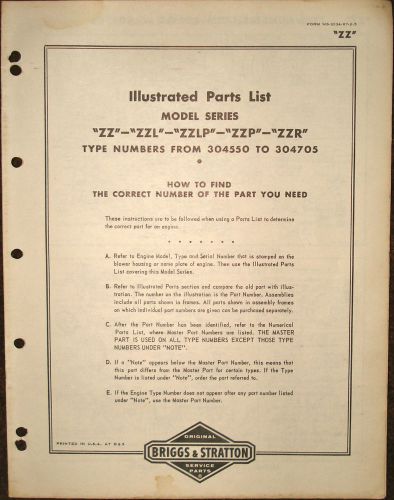 "ZZ"
Illustrated Parts List
MODEL SERIES
"ZZ"—"ZZL"—"ZZLP"—"ZZP"—"ZZR"
TYPE NUMBERS FROM 304550 TO 304705
HOW TO FIND
THE CORRECT NUMBER OF THE PART YOU NEED
These instructions are to be followed when using a Parts List to determine
the correct part for an engine.
A. Refer to Engine Model, Type and Serial Number that is stamped on the
blower housing or name plate of engine. Then use the Illustrated Parts
List covering this Model Series.
B. Refer to Illustrated Parts section and compare the old part with illus-
tration. The number on the illustration is the Part Number. Assemblies
include all parts shown in frames. All parts shown in assembly frames
on which individual part numbers are given can be purchased separately.
C. After the Part Number has been identified, refer to the Numerical
Parts List, where Master Part Numbers are listed. THE MASTER
PART IS USED ON ALL TYPE NUMBERS EXCEPT THOSE TYPE
NUMBERS UNDER "NOTE".
D. If a "Note" appears below the Master Part Number, this means that
this part differs from the Master Part for certain types. If the Type
Number is listed under "Note", order the part referred to.
E. If the Engine Type Number does not appear after any part number listed
under "Note", use the Master Part Number.
PRINTED IN U.S.A. AT B & S
ORIGINAL
BRIGGS & STRATTON
SERVICE
PARTS